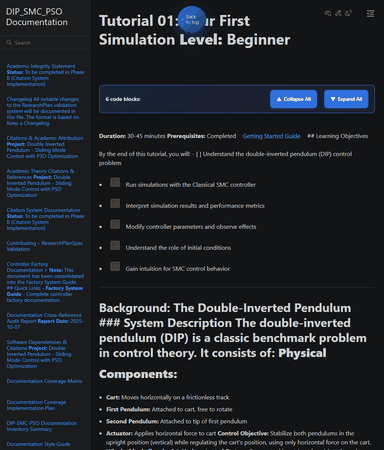 DIP_SMC_PSO
Documentation
Search
Academic Integrity Statement
Status: To be completed in Phase
8 (Citation System
Implementation)
Changelog All notable changes
to the ResearchPlan validation
system will be documented in
this file. The format is based on
Keep a Changelog.
Citations & Academic Attribution
Project: Double Inverted
Pendulum – Sliding Mode
Control with PSO Optimization
Academic Theory Citations &
References Project: Double
Inverted Pendulum – Sliding
Mode Control with PSO
Optimization
Citation System Documentation
Status: To be completed in Phase
8 (Citation System
Implementation)
Contributing – ResearchPlanSpec
Validation
Controller Factory
Documentation > Note: This
document has been consolidated
into the Factory System Guide.
## Quick Links - Factory System
Guide - Complete controller
factory documentation
Documentation Cross-Reference
Audit Report Report Date: 2025-
10-07
Software Dependencies &
Citations Project: Double
Inverted Pendulum – Sliding
Mode Control with PSO
Optimization
Documentation Coverage Matrix
Documentation Coverage
Implementation Plan
DIP-SMC-PSO Documentation
Inventory Summary
Documentation Style Guide
Back
to top
Tutorial 01: Your First
Simulation Level: Beginner
6 code blocks:
▲ Collapse All
▼ Expand All
Duration: 30-45 minutes Prerequisites: Completed Getting Started Guide ## Learning Objectives
By the end of this tutorial, you will: - [ ] Understand the double-inverted pendulum (DIP) control
problem
Run simulations with the Classical SMC controller
Interpret simulation results and performance metrics
Modify controller parameters and observe effects
Understand the role of initial conditions
Gain intuition for SMC control behavior
Background: The Double-Inverted Pendulum
### System Description The double-inverted
pendulum (DIP) is a classic benchmark problem
in control theory. It consists of: Physical
Components:
Cart: Moves horizontally on a frictionless track
First Pendulum: Attached to cart, free to rotate
Second Pendulum: Attached to tip of first pendulum
Actuator: Applies horizontal force to cart Control Objective: Stabilize both pendulums in the
upright position (vertical) while regulating the cart's position, using only horizontal force on the cart.